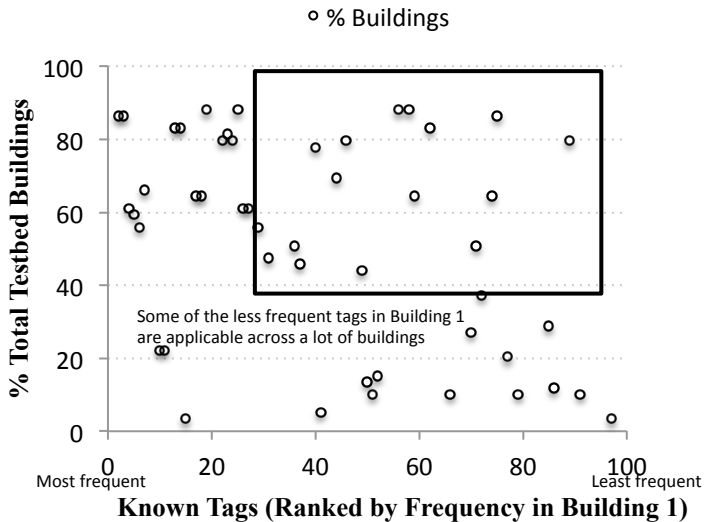 % Buildings
100
80
60
40
20
0
% Total Testbed Buildings
Some of the less frequent tags in Building 1
are applicable across a lot of buildings
0 20 40 60 80 100
Most frequent Least frequent
Known Tags (Ranked by Frequency in Building 1)